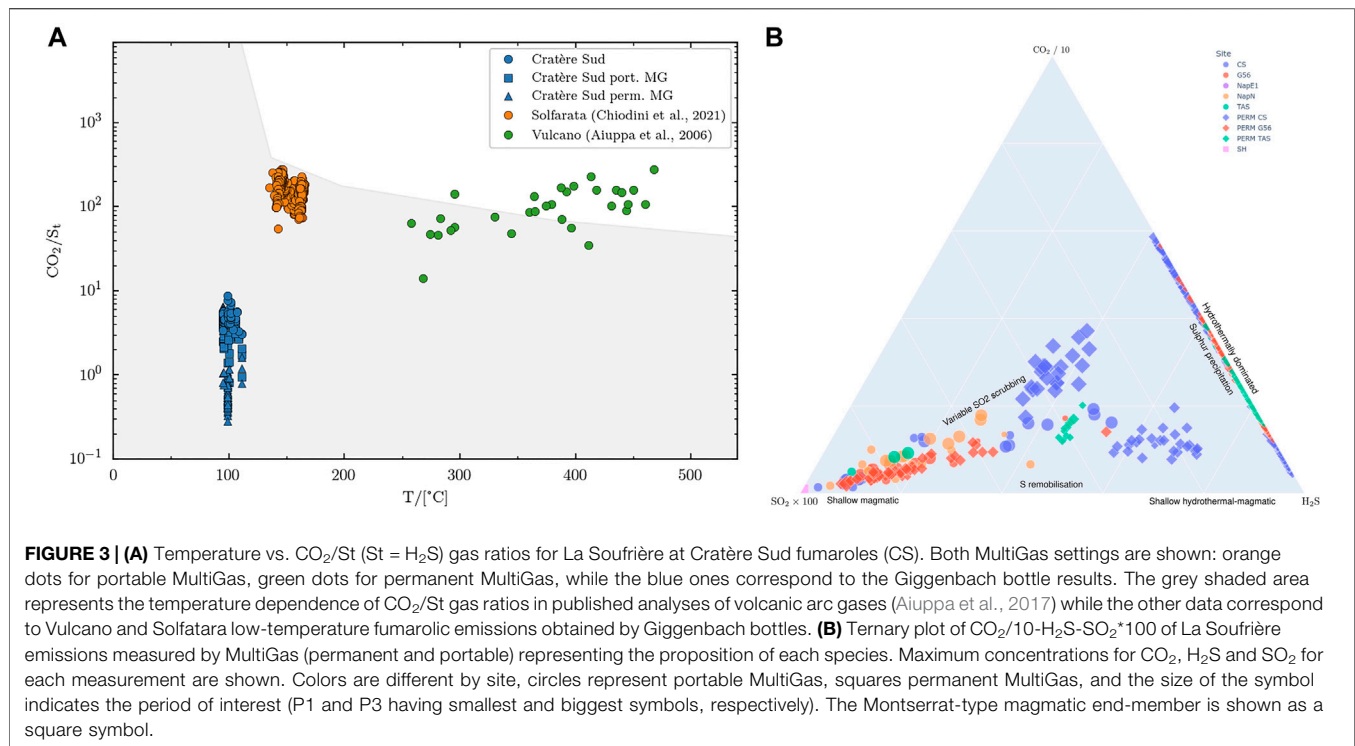 A
10³
10²
10¹
10⁰
10⁻¹
CO₂/Sₜ
0
100
200
300
400
500
T/[°C]
Cratère Sud
Cratère Sud port. MG
Cratère Sud perm. MG
Solfarata (Chiodini et al., 2021)
Vulcano (Aiuppa et al., 2006)
B
CO₂ / 10
Site
CS
G56
NapE1
NapN
TAS
PERM CS
PERM G56
PERM TAS
SH
Hydrothermally dominated
Sulphur precipitation
Variable SO2 scrubbing
S remobilisation
SO₂ × 100
Shallow magmatic
Shallow hydrothermal-magmatic
H₂S
FIGURE 3 | (A) Temperature vs. CO₂/St (St = H₂S) gas ratios for La Soufrière at Cratère Sud fumaroles (CS). Both MultiGas settings are shown: orange
dots for portable MultiGas, green dots for permanent MultiGas, while the blue ones correspond to the Giggenbach bottle results. The grey shaded area
represents the temperature dependence of CO₂/St gas ratios in published analyses of volcanic arc gases (Aiuppa et al., 2017) while the other data correspond
to Vulcano and Solfatara low-temperature fumarolic emissions obtained by Giggenbach bottles. (B) Ternary plot of CO₂/10-H₂S-SO₂*100 of La Soufrière
emissions measured by MultiGas (permanent and portable) representing the proposition of each species. Maximum concentrations for CO₂, H₂S and SO₂ for
each measurement are shown. Colors are different by site, circles represent portable MultiGas, squares permanent MultiGas, and the size of the symbol
indicates the period of interest (P1 and P3 having smallest and biggest symbols, respectively). The Montserrat-type magmatic end-member is shown as a
square symbol.